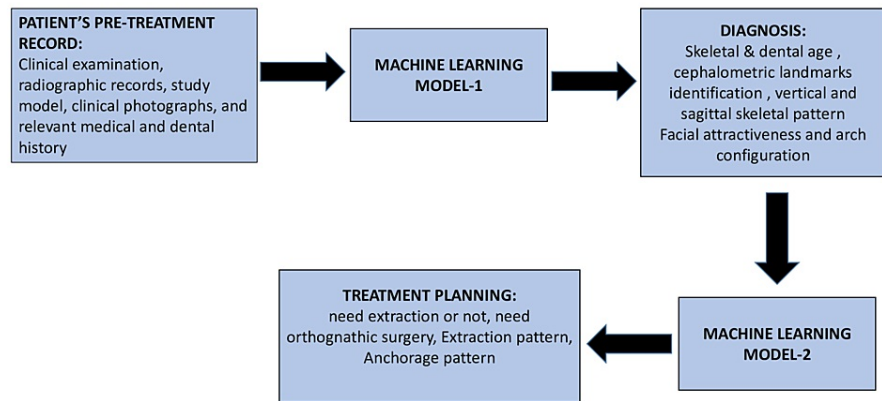 PATIENT'S PRE-TREATMENT
RECORD:
Clinical examination,
radiographic records, study
model, clinical photographs, and
relevant medical and dental
history
MACHINE LEARNING
MODEL-1
DIAGNOSIS:
Skeletal & dental age ,
cephalometric landmarks
identification , vertical and
sagittal skeletal pattern
Facial attractiveness and arch
configuration
MACHINE LEARNING
MODEL-2
TREATMENT PLANNING:
need extraction or not, need
orthognathic surgery, Extraction pattern,
Anchorage pattern